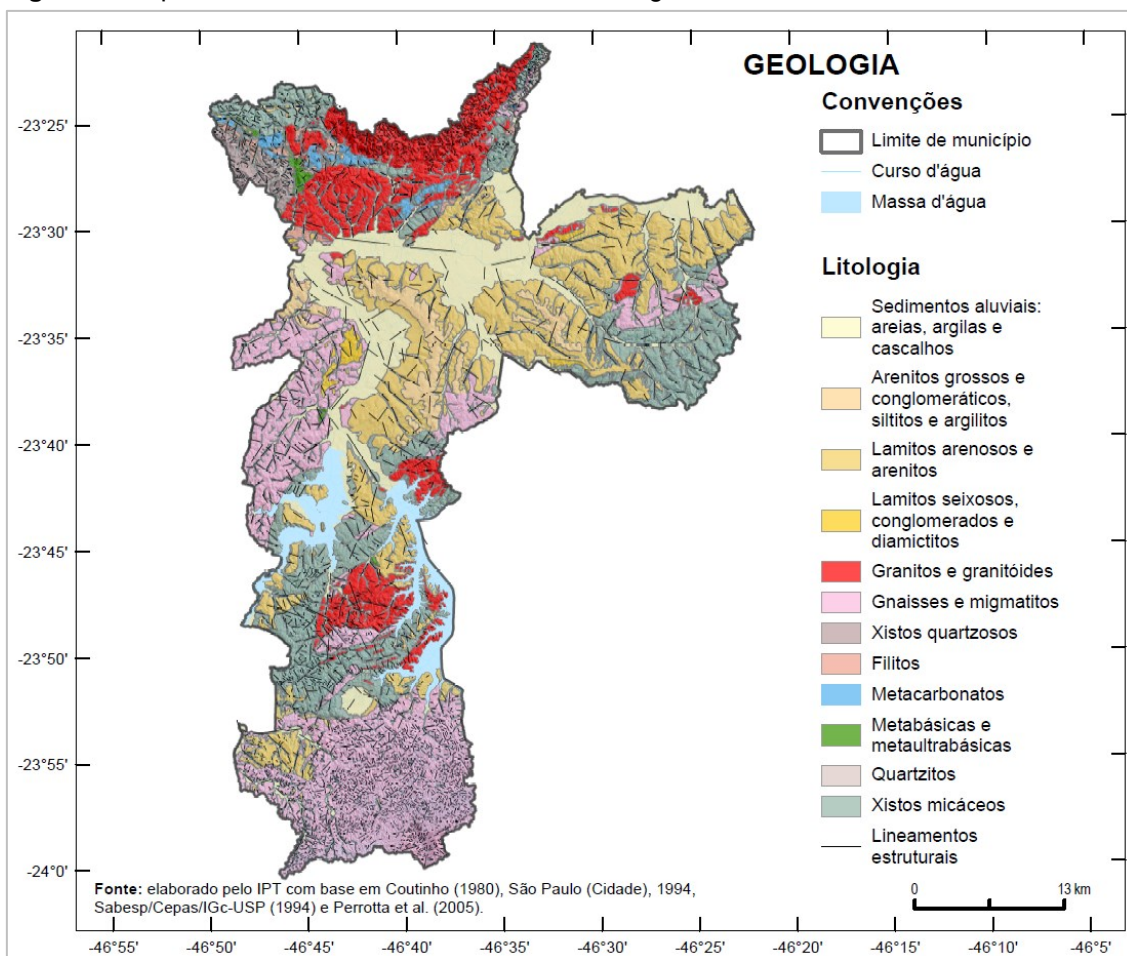 GEOLOGIA
Convenções
Limite de município
Curso d'água
Massa d'água
Litologia
Sedimentos aluviais:
areias, argilas e
cascalhos
Arenitos grossos e
conglomeráticos,
siltitos e argilitos
Lamitos arenosos e
arenitos
Lamitos seixosos,
conglomerados e
diamictitos
Granitos e granitóides
Gnaisses e migmatitos
Xistos quartzosos
Filitos
Metacarbonatos
Metabásicas e
metaultrabásicas
Quartzitos
Xistos micáceos
Lineamentos
estruturais
0 13 km
-23°25'
-23°30'
-23°35'
-23°40'
-23°45'
-23°50'
-23°55'
-24°0'
Fonte: elaborado pelo IPT com base em Coutinho (1980), São Paulo (Cidade), 1994,
Sabesp/Cepas/IGc-USP (1994) e Perrotta et al. (2005).
-46°55' -46°50' -46°45' -46°40' -46°35' -46°30' -46°25' -46°20' -46°15' -46°10' -46°5'